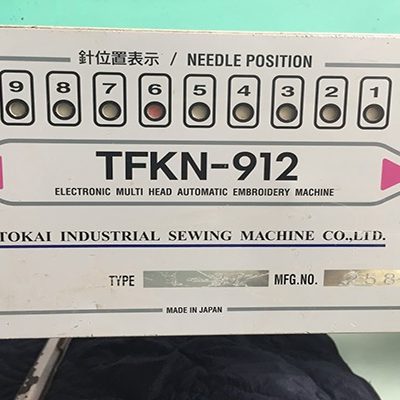 針位置表示 / NEEDLE POSITION
9 8 7 6 5 4 3 2 1
TFKN-912
ELECTRONIC MULTI HEAD AUTOMATIC EMBROIDERY MACHINE
TOKAI INDUSTRIAL SEWING MACHINE CO.,LTD.
TYPE MFG.NO.
MADE IN JAPAN